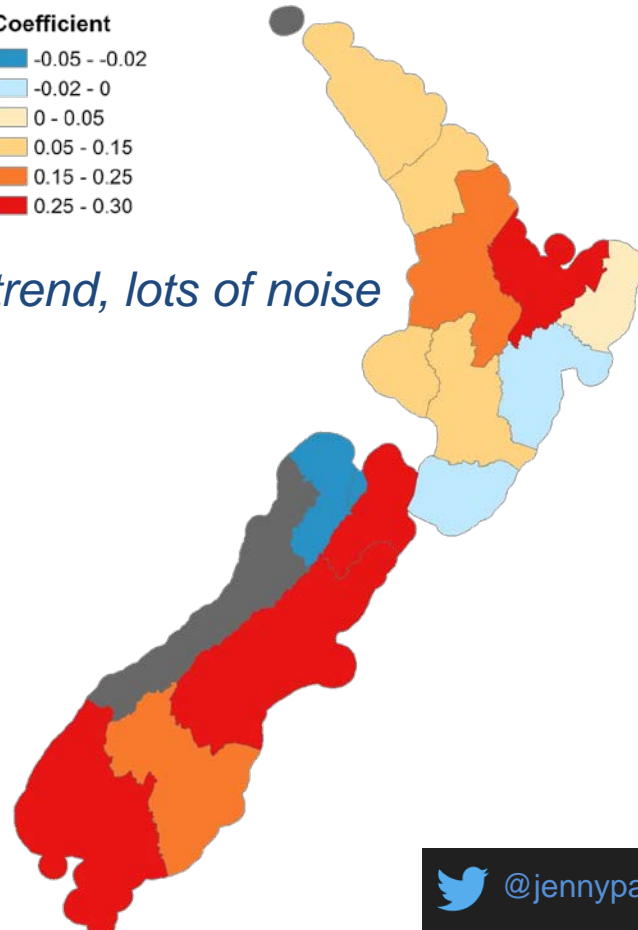 Coefficient
-0.05 - -0.02
-0.02 - 0
0 - 0.05
0.05 - 0.15
0.15 - 0.25
0.25 - 0.30
trend, lots of noise
@jennypa